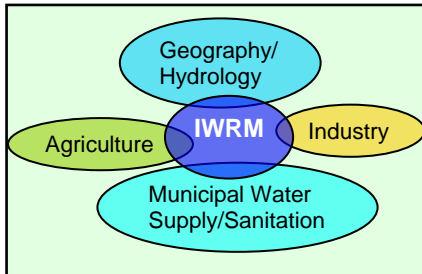 Geography/
Hydrology
IWRM
Agriculture
Industry
Municipal Water
Supply/Sanitation